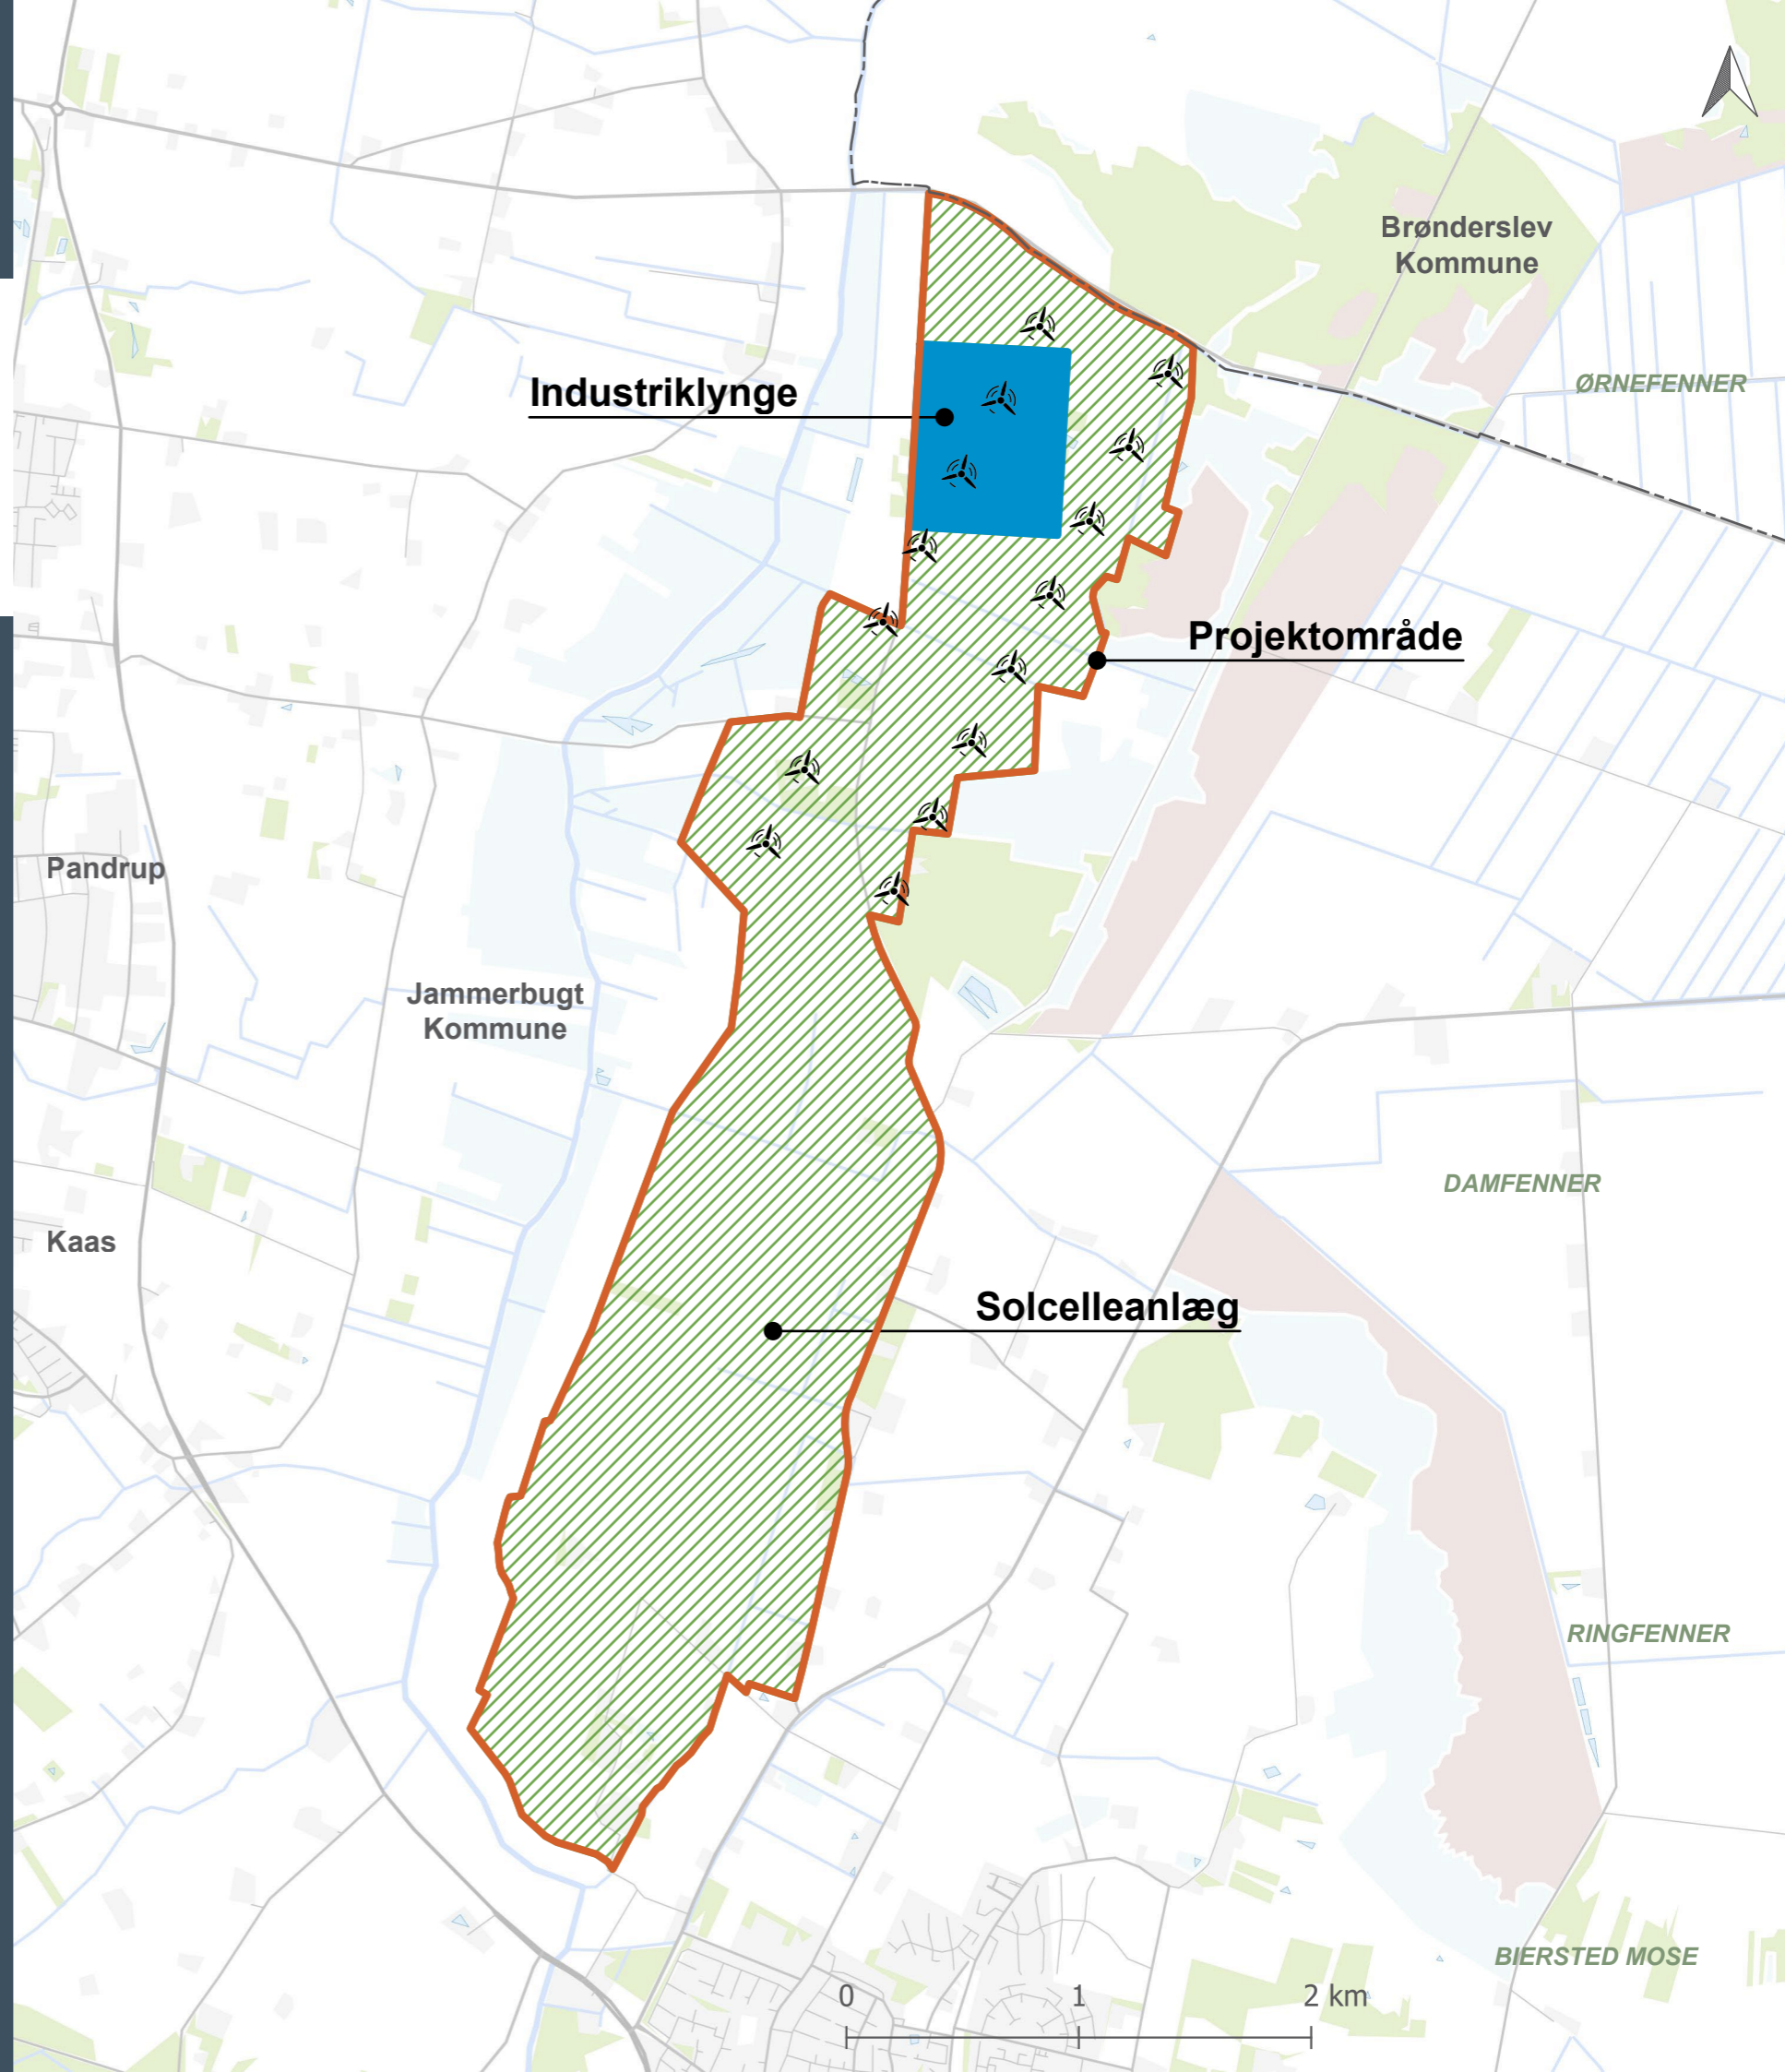 Brønderslev
Kommune
ØRNEFENNER
Industriklynge
Projektområde
Pandrup
Jammerbugt
Kommune
DAMFENNER
Kaas
Solcelleanlæg
RINGFENNER
BIERSTED MOSE
0 1 2 km